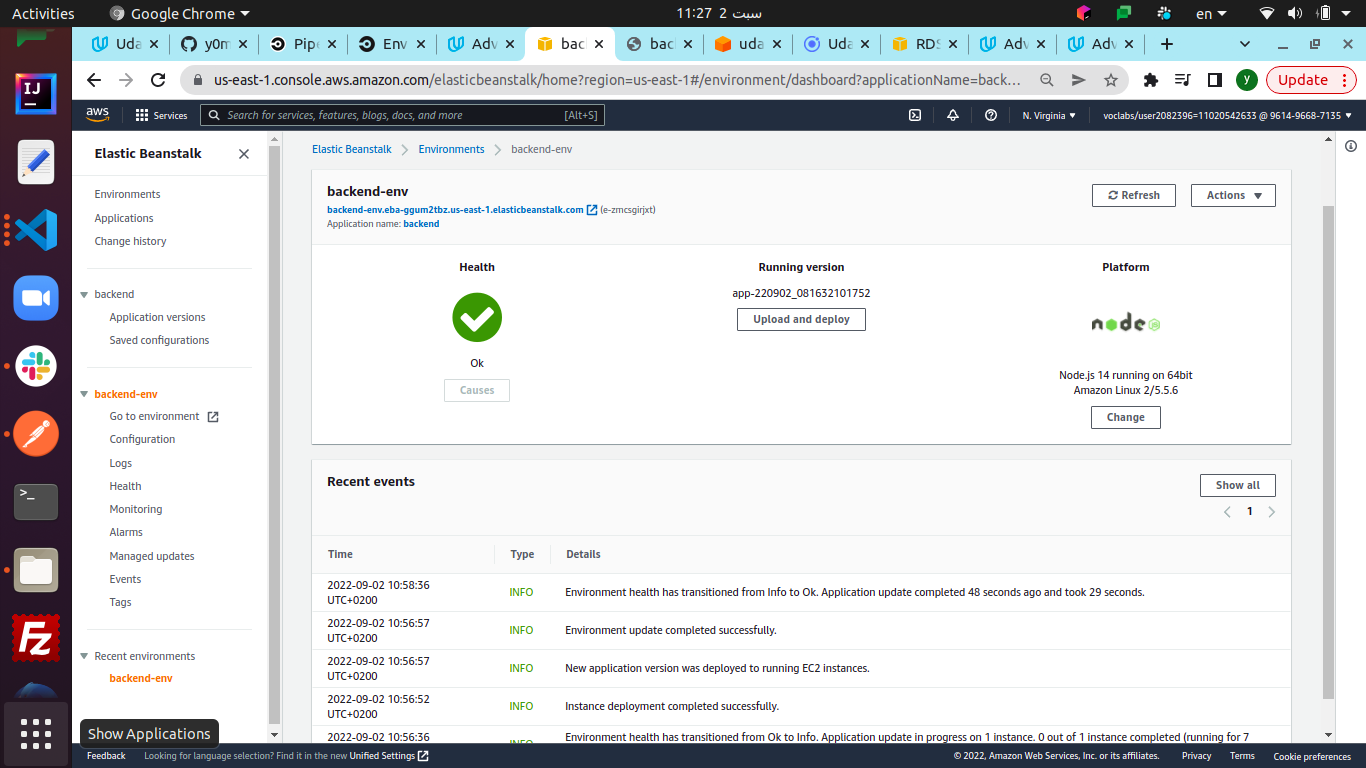 Activities
Google Chrome
11:27 2 سبت
en
Uda
y0m
Pipe
Env
Adv
bac
bac
uda
Uda
RDS
Adv
Adv
us-east-1.console.aws.amazon.com/elasticbeanstalk/home?region=us-east-1#/environment/dashboard?applicationName=back...
y
Update
aws
Services
Search for services, features, blogs, docs, and more
[Alt+S]
N. Virginia
voclabs/user2082396=11020542633 @ 9614-9668-7135
Elastic Beanstalk
Environments
Applications
Change history
backend
Application versions
Saved configurations
backend-env
Go to environment
Configuration
Logs
Health
Monitoring
Alarms
Managed updates
Events
Tags
Recent environments
backend-env
Elastic Beanstalk
Environments
backend-env
backend-env
backend-env.eba-ggum2tbz.us-east-1.elasticbeanstalk.com (e-zmcsgirjxt)
Application name: backend
Refresh
Actions
Health
Ok
Causes
Running version
app-220902_081632101752
Upload and deploy
Platform
node
Node.js 14 running on 64bit
Amazon Linux 2/5.5.6
Change
Recent events
Show all
1
Time Type Details
2022-09-02 10:58:36
UTC+0200
INFO
Environment health has transitioned from Info to Ok. Application update completed 48 seconds ago and took 29 seconds.
2022-09-02 10:56:57
UTC+0200
INFO
Environment update completed successfully.
2022-09-02 10:56:57
UTC+0200
INFO
New application version was deployed to running EC2 instances.
2022-09-02 10:56:52
UTC+0200
INFO
Instance deployment completed successfully.
2022-09-02 10:56:36
INFO
Environment health has transitioned from Ok to Info. Application update in progress on 1 instance. 0 out of 1 instance completed (running for 7
IJ
Fz
Show Applications
Feedback
Looking for language selection? Find it in the new Unified Settings
© 2022, Amazon Web Services, Inc. or its affiliates.
Privacy
Terms
Cookie preferences